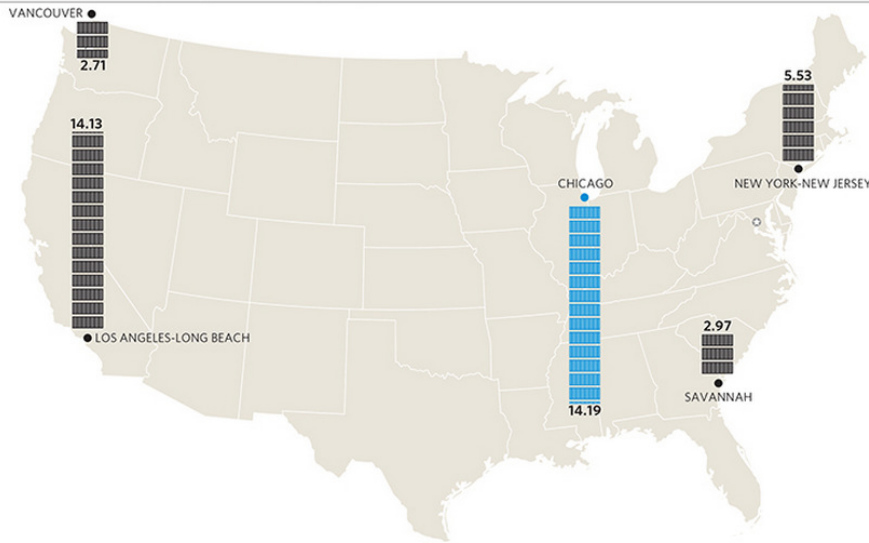 VANCOUVER
2.71
14.13
LOS ANGELES-LONG BEACH
CHICAGO
14.19
5.53
NEW YORK-NEW JERSEY
2.97
SAVANNAH